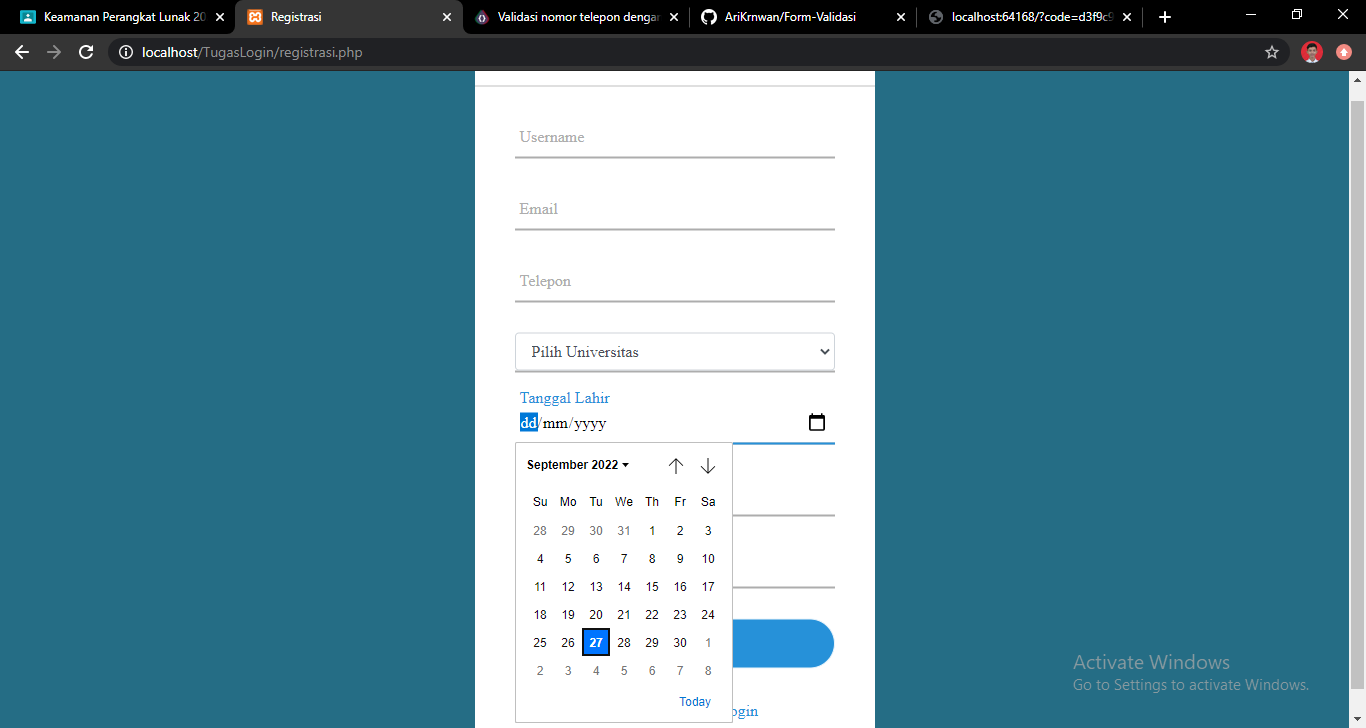 Keamanan Perangkat Lunak 20
Registrasi
Validasi nomor telepon dengan
AriKrnwan/Form-Validasi
localhost:64168/?code=d3f9c9
localhost/TugasLogin/registrasi.php
Username
Email
Telepon
Pilih Universitas
Tanggal Lahir
dd/mm/yyyy
September 2022
Su Mo Tu We Th Fr Sa
28 29 30 31 1 2 3
4 5 6 7 8 9 10
11 12 13 14 15 16 17
18 19 20 21 22 23 24
25 26 27 28 29 30 1
2 3 4 5 6 7 8
Today
ogin
Activate Windows
Go to Settings to activate Windows.